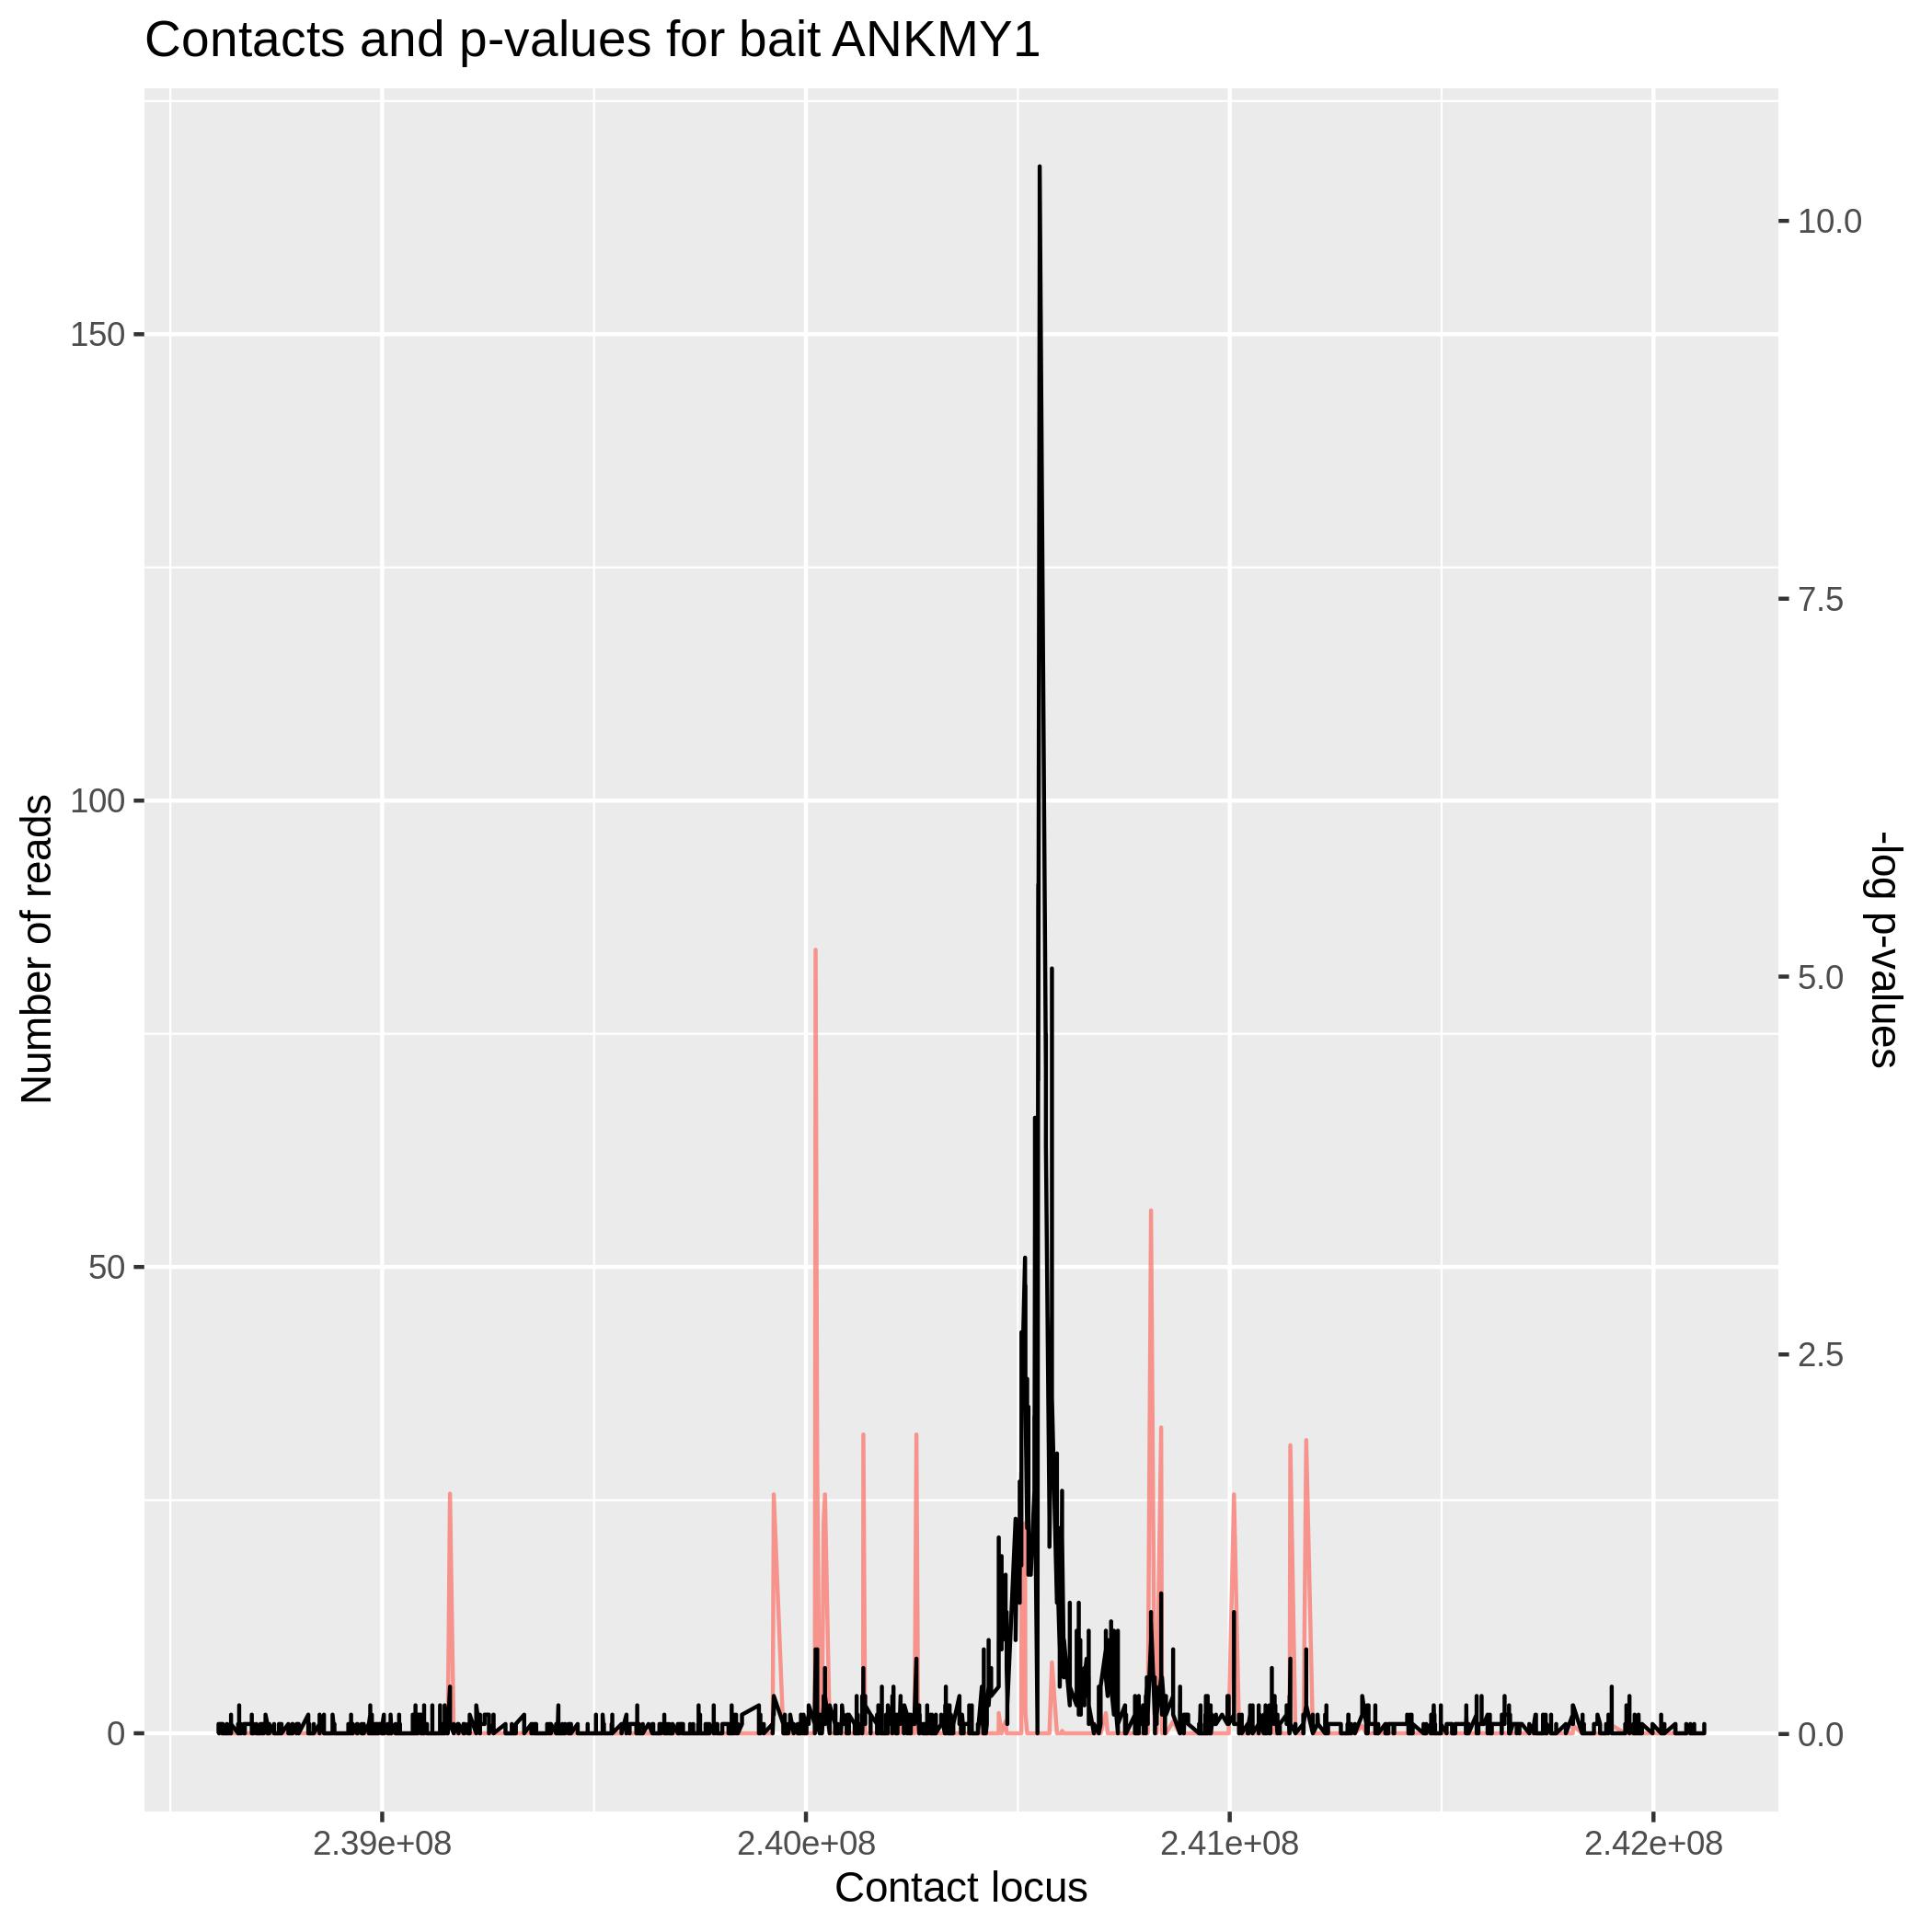 Contacts and p-values for bait ANKMY1
Number of reads
150
100
50
0
10.0
7.5
5.0
2.5
0.0
-log p-values
2.39e+08
2.40e+08
2.41e+08
2.42e+08
Contact locus